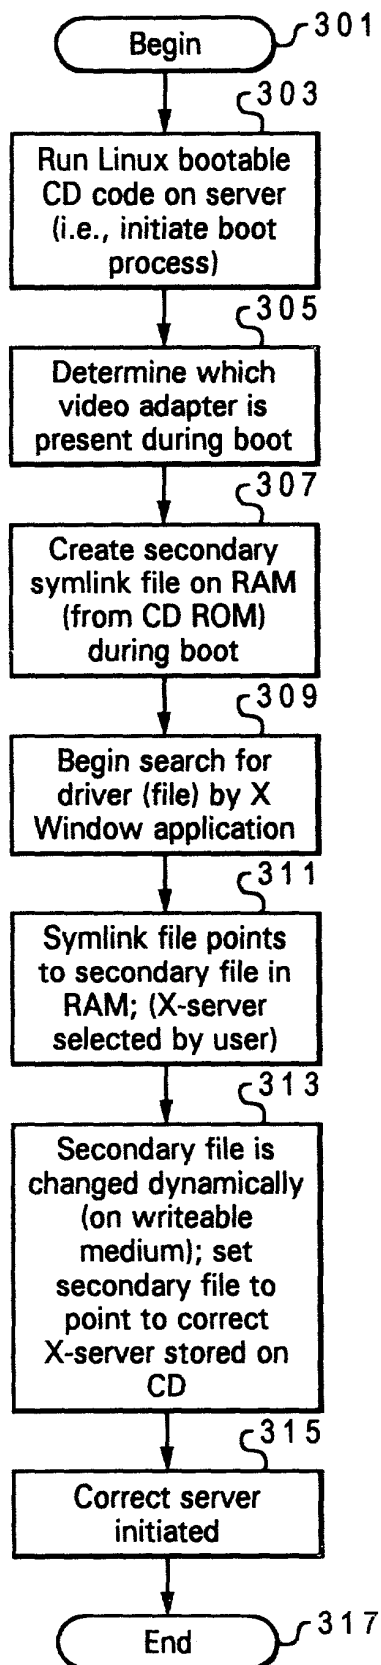 Begin
301
303
Run Linux bootable
CD code on server
(i.e., initiate boot
process)
305
Determine which
video adapter is
present during boot
307
Create secondary
symlink file on RAM
(from CD ROM)
during boot
309
Begin search for
driver (file) by X
Window application
311
Symlink file points
to secondary file in
RAM; (X-server
selected by user)
313
Secondary file is
changed dynamically
(on writeable
medium); set
secondary file to
point to correct
X-server stored on
CD
315
Correct server
initiated
End
317